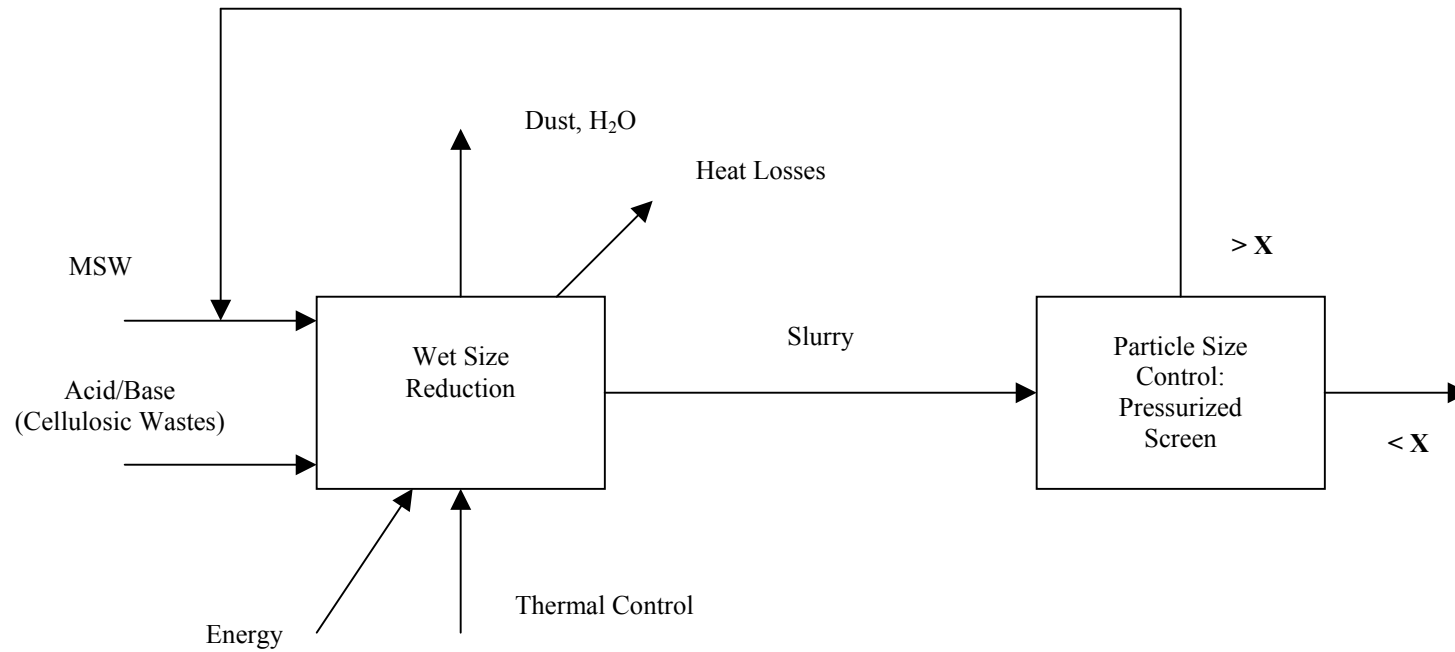 Dust, H₂O
Heat Losses
> X
MSW
Wet Size
Reduction
Slurry
Particle Size
Control:
Pressurized
Screen
Acid/Base
(Cellulosic Wastes)
< X
Thermal Control
Energy